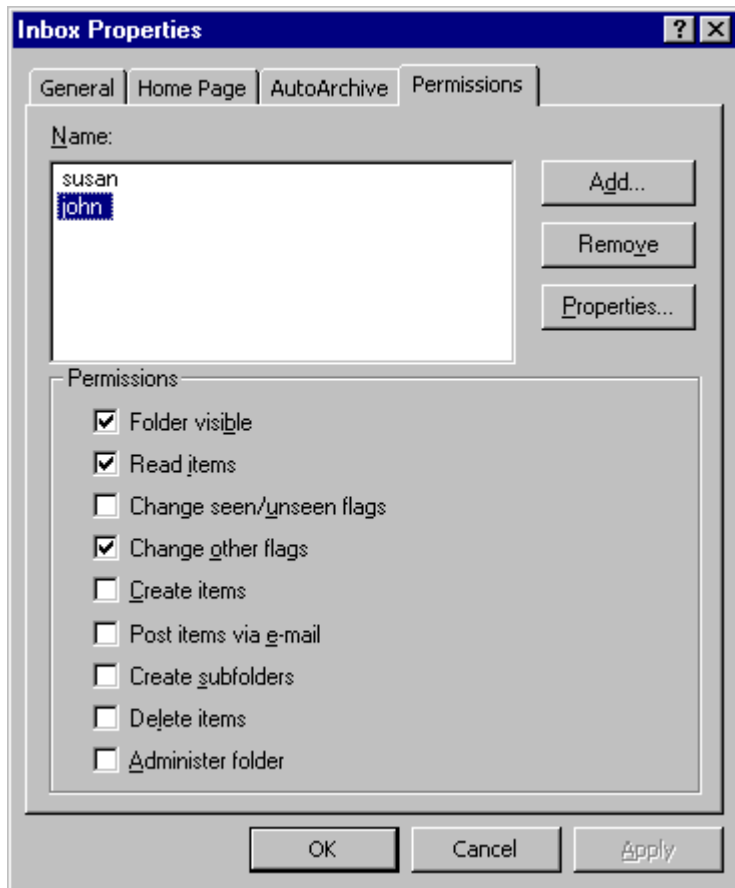 Inbox Properties ? X
General Home Page AutoArchive Permissions
Name:
susan
john
Add...
Remove
Properties...
Permissions
Folder visible
Read items
Change seen/unseen flags
Change other flags
Create items
Post items via e-mail
Create subfolders
Delete items
Administer folder
OK Cancel Apply